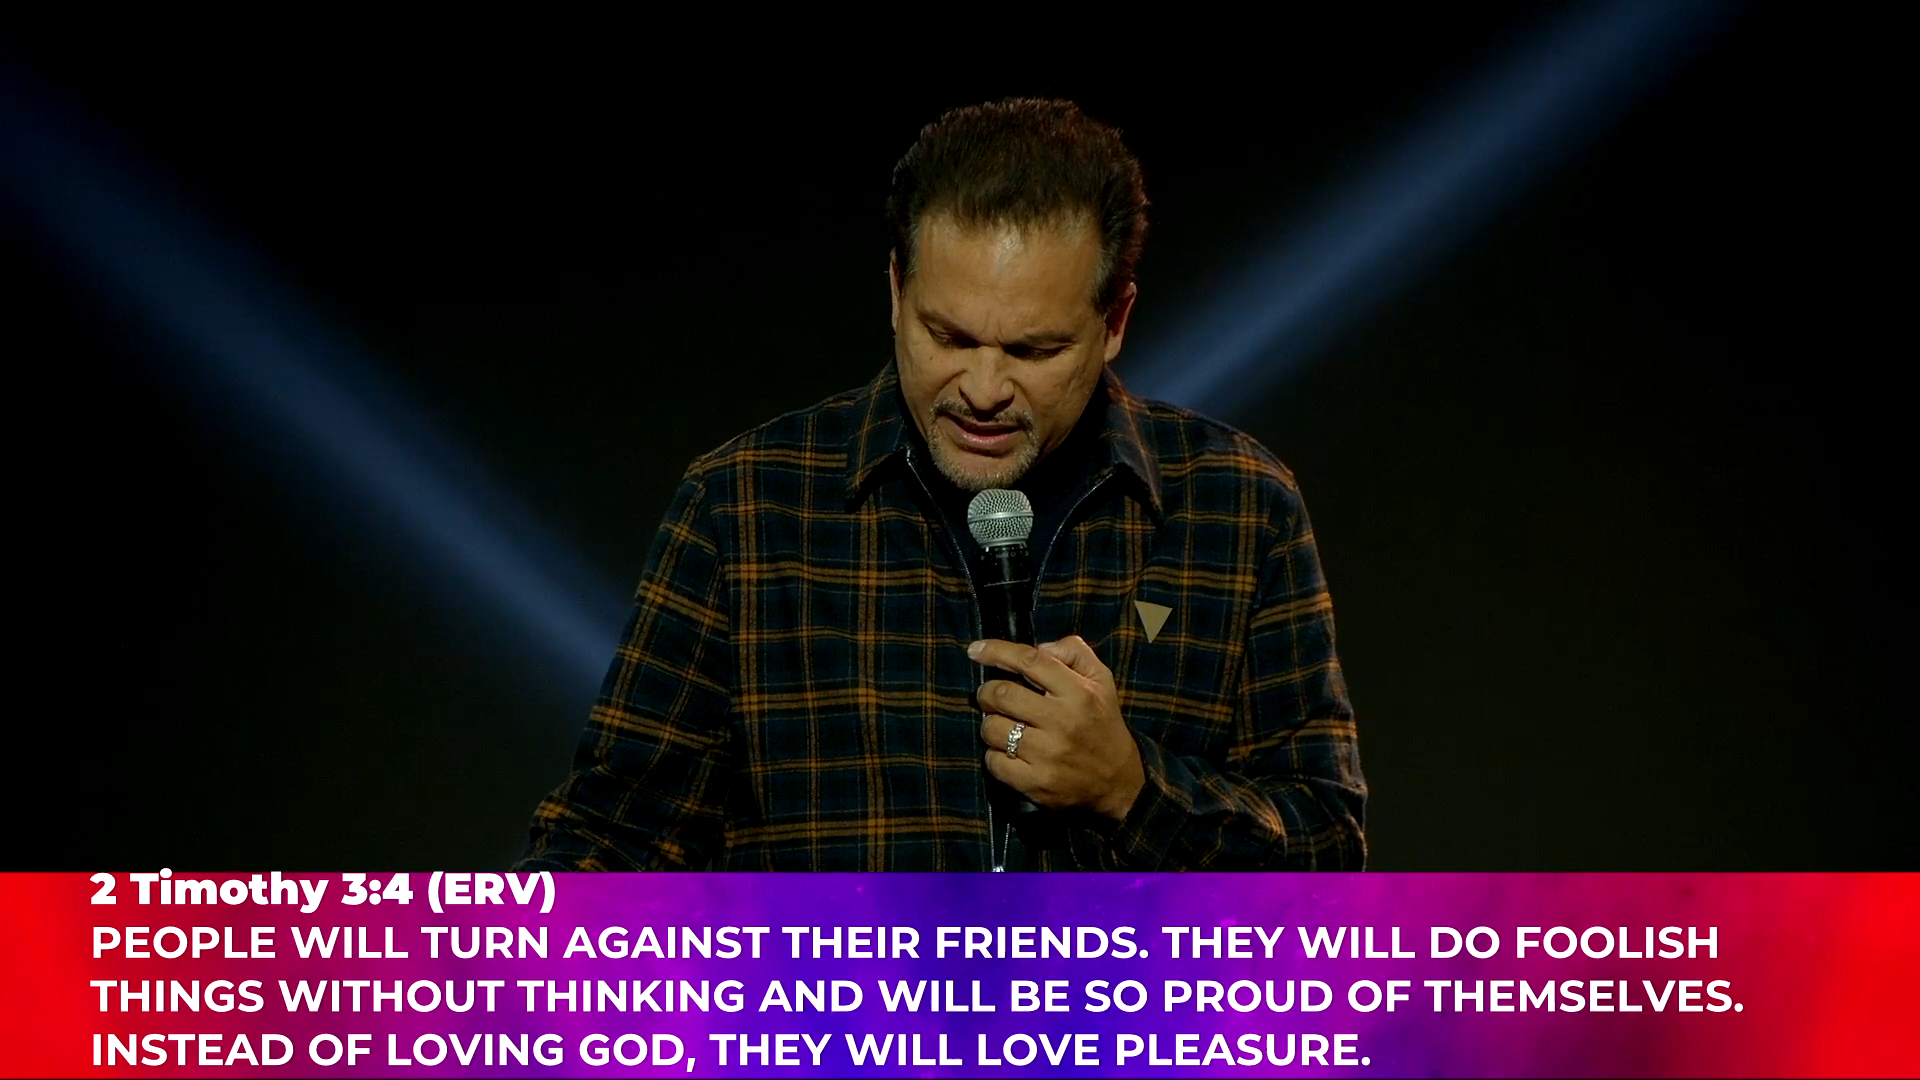 2 Timothy 3:4 (ERV)
PEOPLE WILL TURN AGAINST THEIR FRIENDS. THEY WILL DO FOOLISH
THINGS WITHOUT THINKING AND WILL BE SO PROUD OF THEMSELVES.
INSTEAD OF LOVING GOD, THEY WILL LOVE PLEASURE.